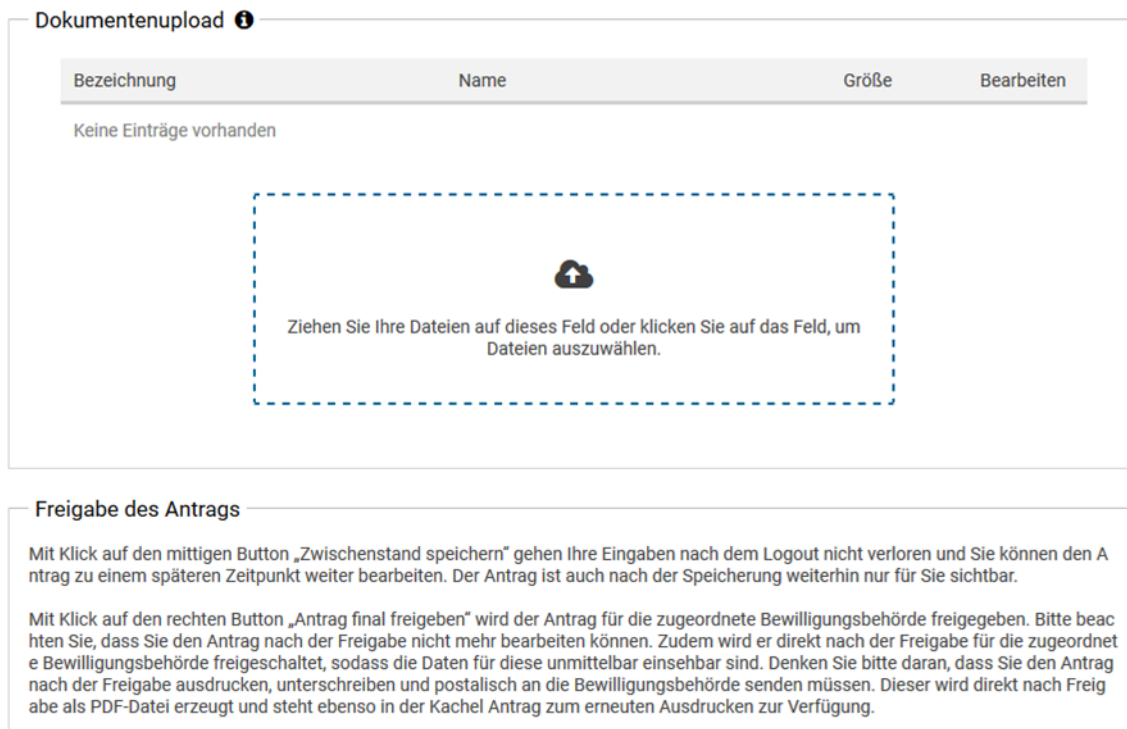 Dokumentenupload
Bezeichnung Name Größe Bearbeiten
Keine Einträge vorhanden
Ziehen Sie Ihre Dateien auf dieses Feld oder klicken Sie auf das Feld, um
Dateien auszuwählen.
Freigabe des Antrags
Mit Klick auf den mittigen Button „Zwischenstand speichern“ gehen Ihre Eingaben nach dem Logout nicht verloren und Sie können den A
ntrag zu einem späteren Zeitpunkt weiter bearbeiten. Der Antrag ist auch nach der Speicherung weiterhin nur für Sie sichtbar.
Mit Klick auf den rechten Button „Antrag final freigeben“ wird der Antrag für die zugeordnete Bewilligungsbehörde freigegeben. Bitte beac
hten Sie, dass Sie den Antrag nach der Freigabe nicht mehr bearbeiten können. Zudem wird er direkt nach der Freigabe für die zugeordnet
e Bewilligungsbehörde freigeschaltet, sodass die Daten für diese unmittelbar einsehbar sind. Denken Sie bitte daran, dass Sie den Antrag
nach der Freigabe ausdrucken, unterschreiben und postalisch an die Bewilligungsbehörde senden müssen. Dieser wird direkt nach Freig
abe als PDF-Datei erzeugt und steht ebenso in der Kachel Antrag zum erneuten Ausdrucken zur Verfügung.